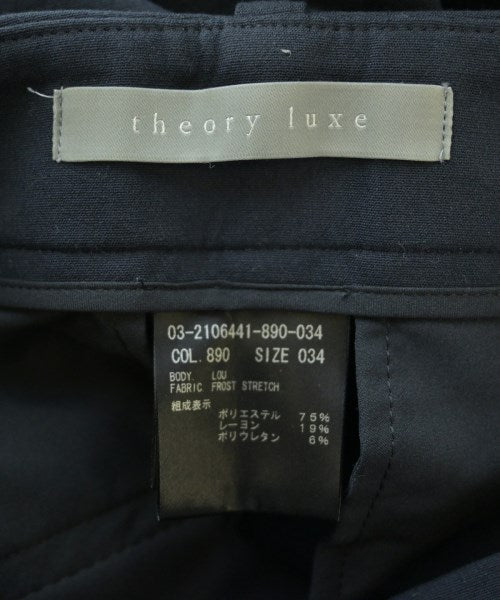 theory luxe
03-2106441-890-034
COL.890 SIZE 034
BODY. LOU
FABRIC FROST STRETCH
組成表示
ポリエステル 75%
レーヨン 19%
ポリウレタン 6%